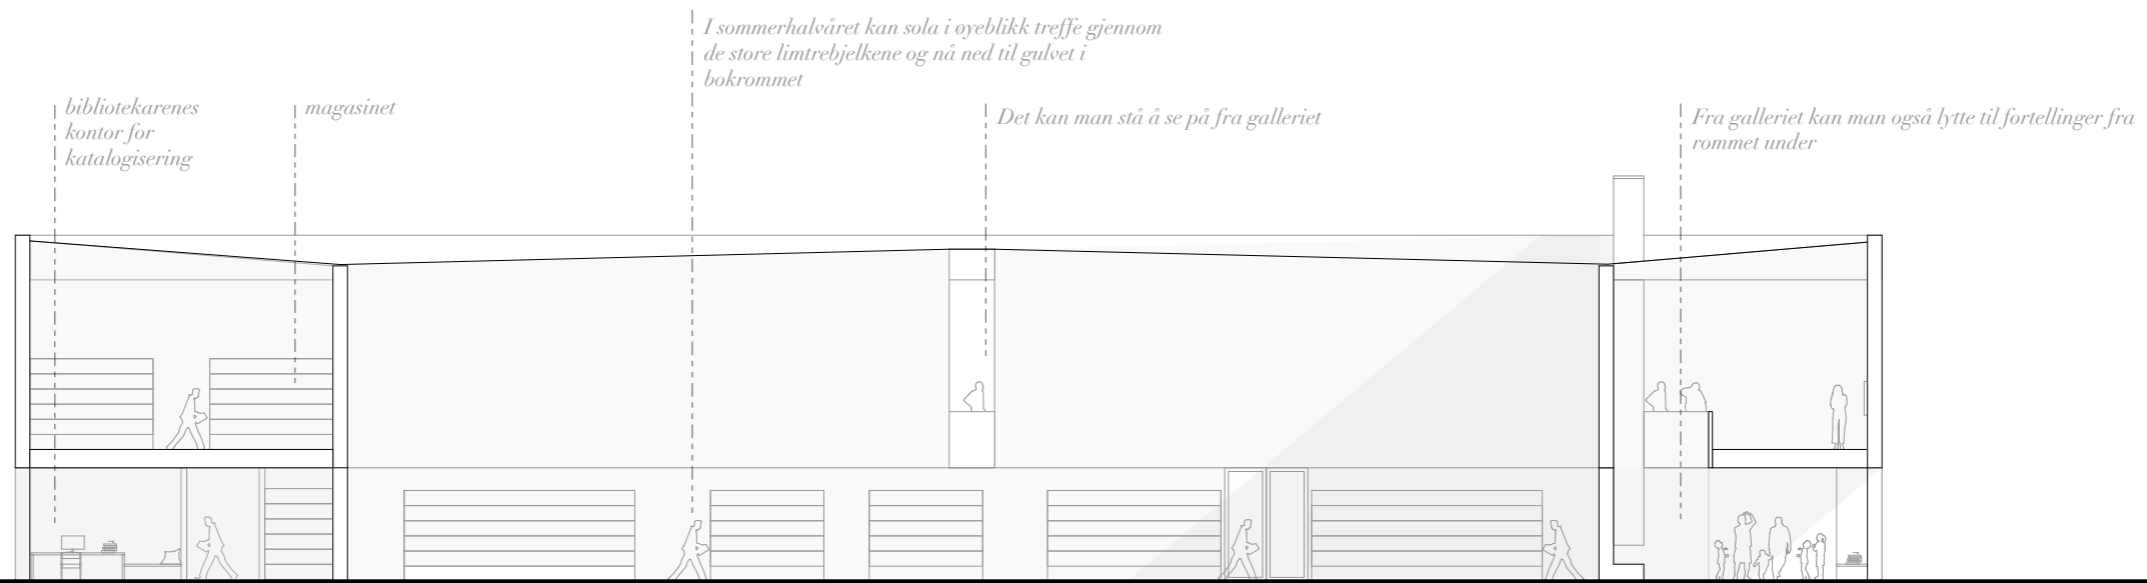 I sommerhalvåret kan sola i øyeblikk treffe gjennom
de store limtrebjelkene og nå ned til gulvet i
bokrommet
bibliotekarenes
kontor for
katalogisering
magasinet
Det kan man stå å se på fra galleriet
Fra galleriet kan man også lytte til fortellinger fra
rommet under